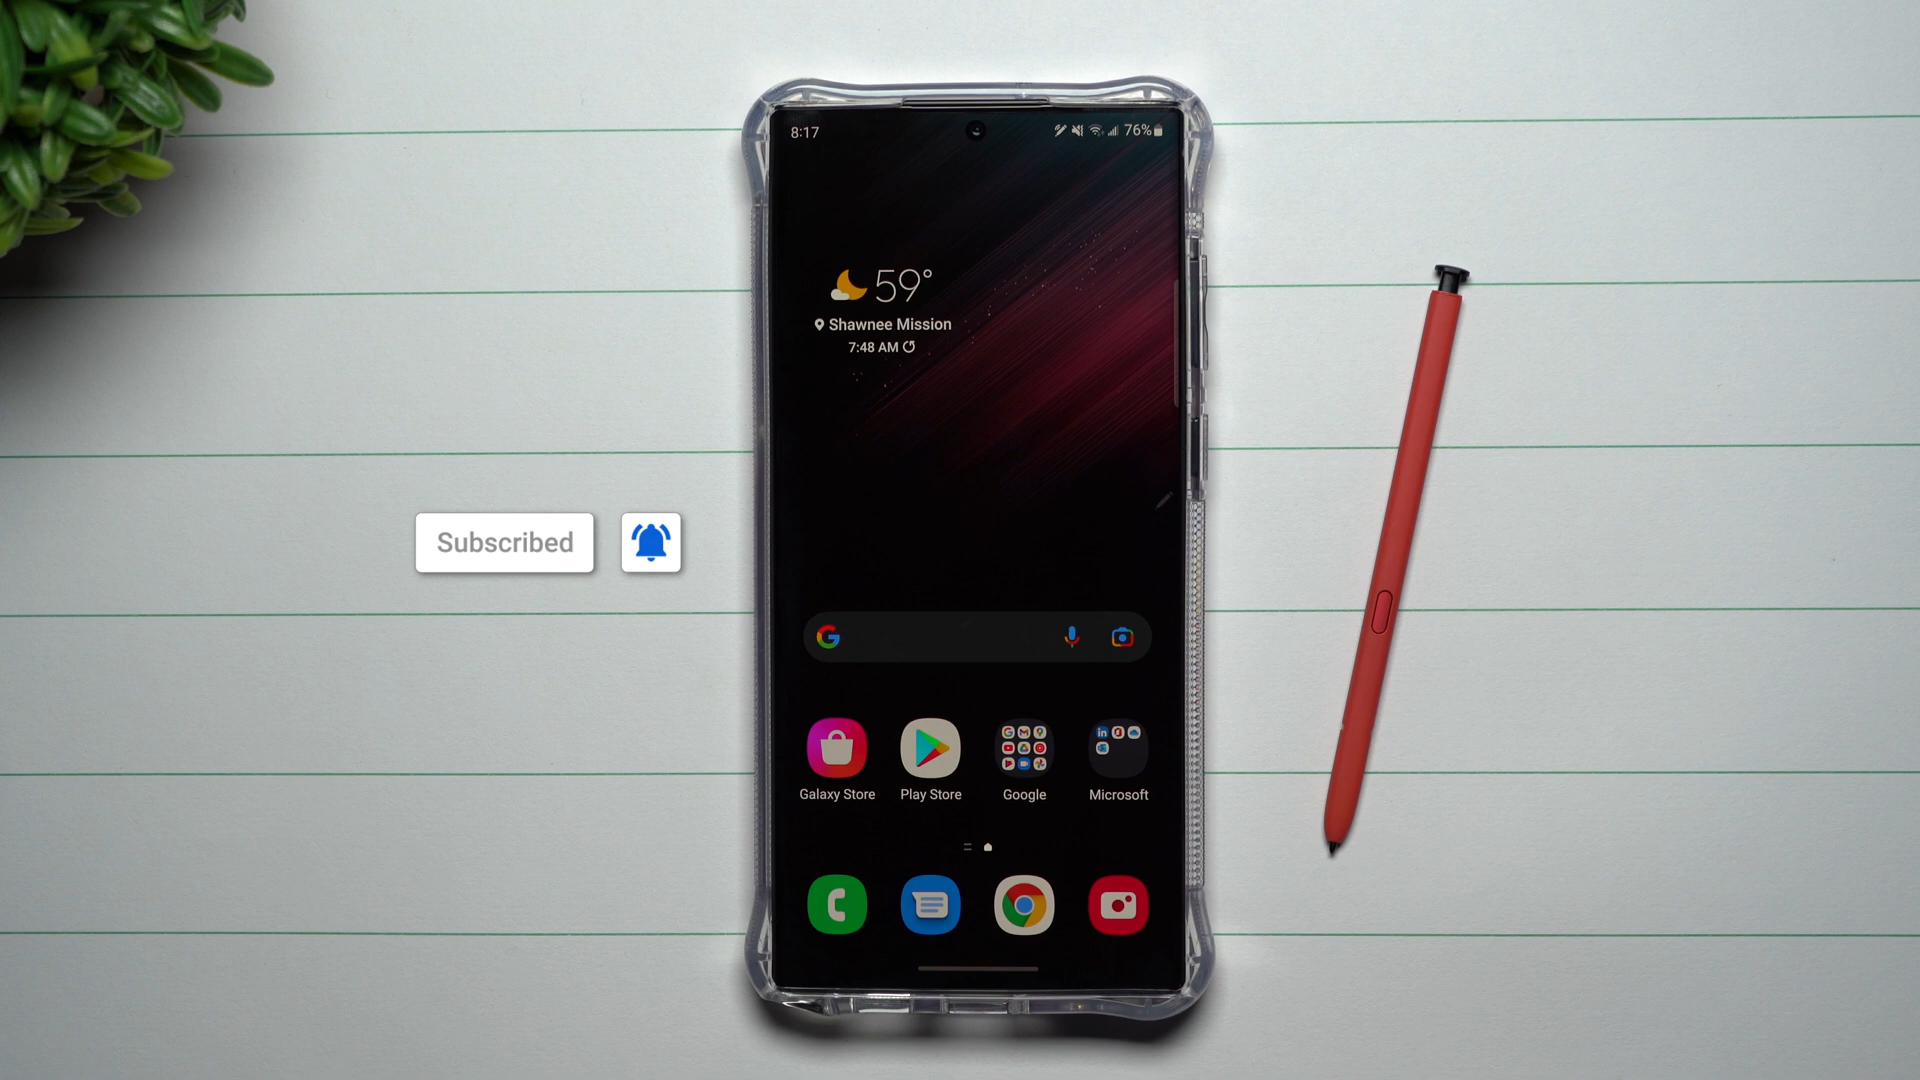 8:17
76%
59°
Shawnee Mission
7:48 AM
Subscribed
Galaxy Store
Play Store
Google
Microsoft